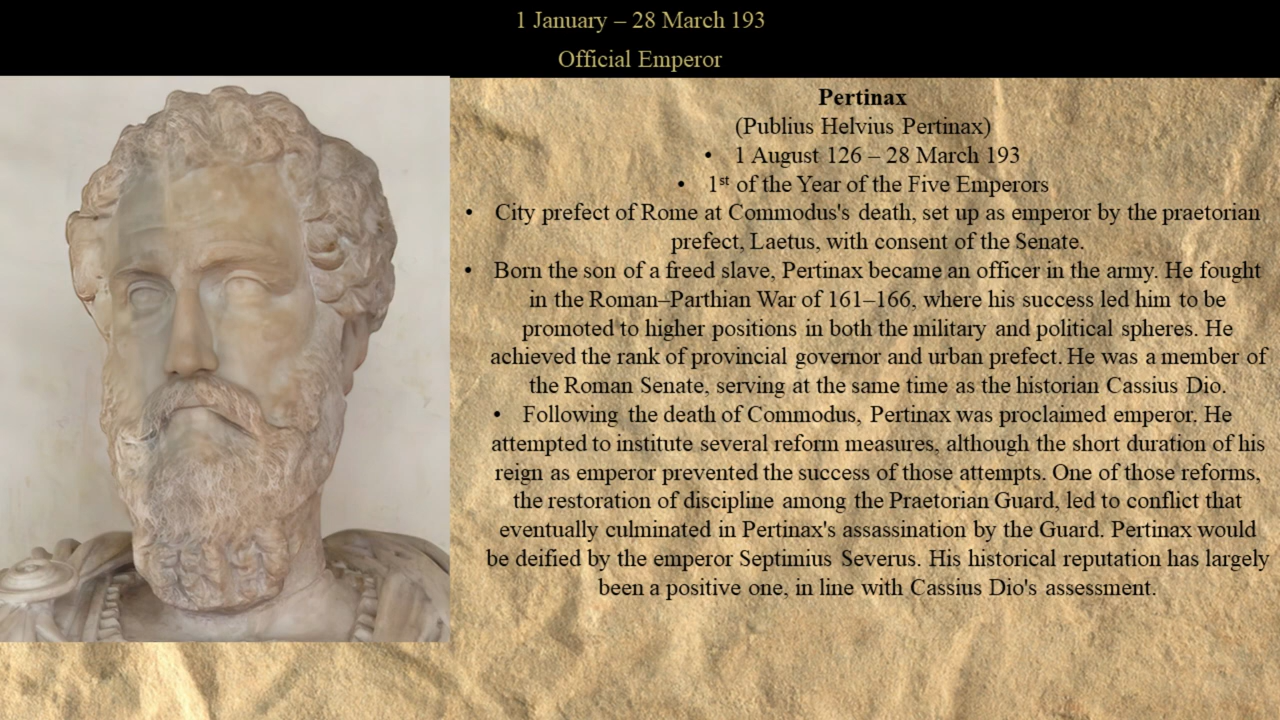 1 January – 28 March 193
Official Emperor
Pertinax
(Publius Helvius Pertinax)
• 1 August 126 – 28 March 193
• 1st of the Year of the Five Emperors
• City prefect of Rome at Commodus's death, set up as emperor by the praetorian
prefect, Laetus, with consent of the Senate.
• Born the son of a freed slave, Pertinax became an officer in the army. He fought
in the Roman–Parthian War of 161–166, where his success led him to be
promoted to higher positions in both the military and political spheres. He
achieved the rank of provincial governor and urban prefect. He was a member of
the Roman Senate, serving at the same time as the historian Cassius Dio.
• Following the death of Commodus, Pertinax was proclaimed emperor. He
attempted to institute several reform measures, although the short duration of his
reign as emperor prevented the success of those attempts. One of those reforms,
the restoration of discipline among the Praetorian Guard, led to conflict that
eventually culminated in Pertinax's assassination by the Guard. Pertinax would
be deified by the emperor Septimius Severus. His historical reputation has largely
been a positive one, in line with Cassius Dio's assessment.